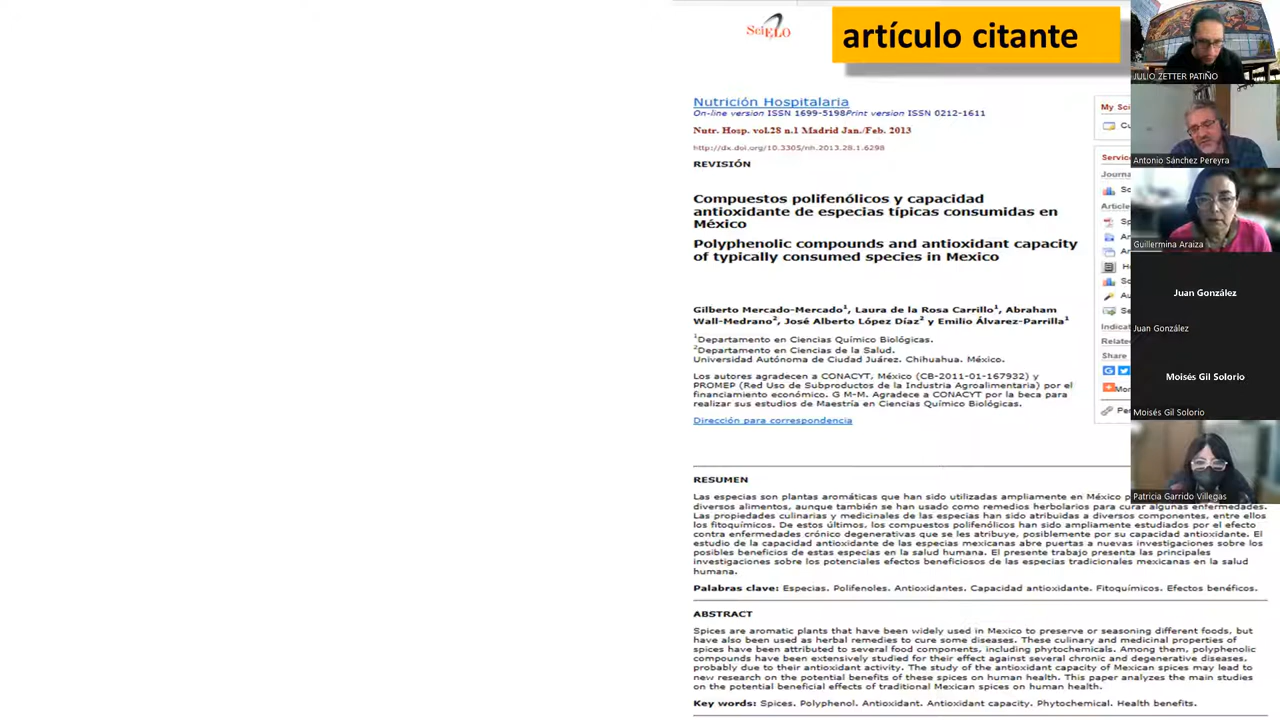 SciELO
artículo citante
Nutrición Hospitalaria
On-line version ISSN 1699-5198Print version ISSN 0212-1611
Nutr. Hosp. vol.28 n.1 Madrid Jan./Feb. 2013
http://dx.doi.org/10.3305/nh.2013.28.1.6298
REVISIÓN
Compuestos polifenólicos y capacidad
antioxidante de especias típicas consumidas en
México
Polyphenolic compounds and antioxidant capacity
of typically consumed species in Mexico
Gilberto Mercado-Mercado1, Laura de la Rosa Carrillo1, Abraham
Wall-Medrano2, José Alberto López Díaz2 y Emilio Álvarez-Parrilla1
1Departamento en Ciencias Químico Biológicas.
2Departamento en Ciencias de la Salud.
Universidad Autónoma de Ciudad Juárez. Chihuahua. México.
Los autores agradecen a CONACYT, México (CB-2011-01-167932) y
PROMEP (Red Uso de Subproductos de la Industria Agroalimentaria) por el
financiamiento económico. G M-M. Agradece a CONACYT por la beca para
realizar sus estudios de Maestría en Ciencias Químico Biológicas.
Dirección para correspondencia
RESUMEN
Las especias son plantas aromáticas que han sido utilizadas ampliamente en México p
diversos alimentos, aunque también se han usado como remedios herbolarios para curar algunas enfermedades.
Las propiedades culinarias y medicinales de las especias han sido atribuidas a diversos componentes, entre ellos
los fitoquímicos. De estos últimos, los compuestos polifenólicos han sido ampliamente estudiados por el efecto
contra enfermedades crónico degenerativas que se les atribuye, posiblemente por su capacidad antioxidante. El
estudio de la capacidad antioxidante de las especias mexicanas abre puertas a nuevas investigaciones sobre los
posibles beneficios de estas especias en la salud humana. El presente trabajo presenta las principales
investigaciones sobre los potenciales efectos beneficiosos de las especias tradicionales mexicanas en la salud
humana.
Palabras clave: Especias. Polifenoles. Antioxidantes. Capacidad antioxidante. Fitoquímicos. Efectos benéficos.
ABSTRACT
Spices are aromatic plants that have been widely used in Mexico to preserve or seasoning different foods, but
have also been used as herbal remedies to cure some diseases. These culinary and medicinal properties of
spices have been attributed to several food components, including phytochemicals. Among them, polyphenolic
compounds have been extensively studied for their effect against several chronic and degenerative diseases,
probably due to their antioxidant activity. The study of the antioxidant capacity of Mexican spices may lead to
new research on the potential benefits of these spices on human health. This paper analyzes the main studies
on the potential beneficial effects of traditional Mexican spices on human health.
Key words: Spices. Polyphenol. Antioxidant. Antioxidant capacity. Phytochemical. Health benefits.
My Sci
Cu
Servic
Journa
Sc
Article
Sp
Ar
Ar
Ho
Sc
Au
Se
Indicat
Relate
Share
Mor
Per
JULIO ZETTER PATIÑO
Antonio Sánchez Pereyra
Guillermina Araiza
Juan González
Juan González
Moisés Gil Solorio
Moisés Gil Solorio
Patricia Garrido Villegas